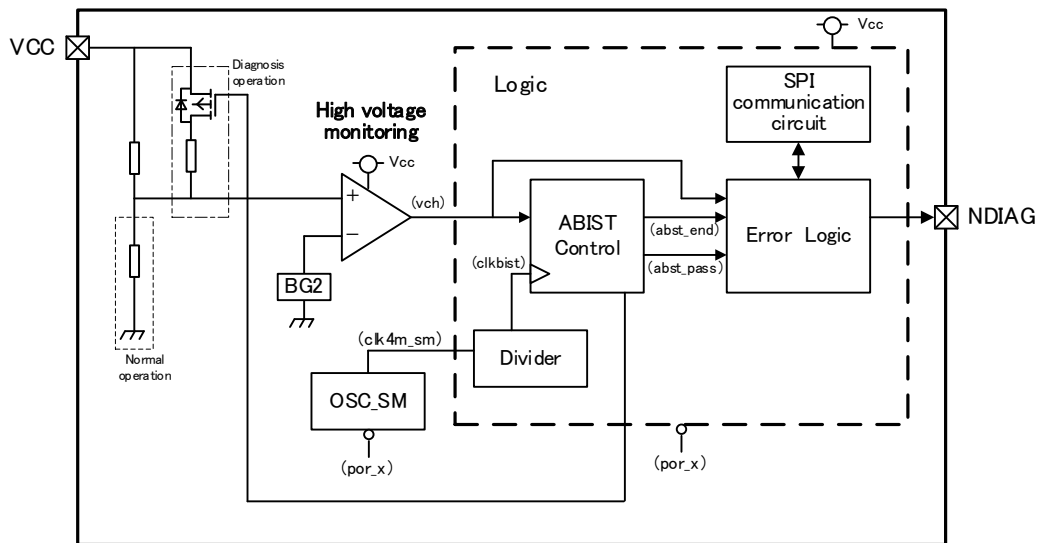 Vcc
VCC
Diagnosis
operation
Logic
SPI
communication
circuit
High voltage
monitoring
Vcc
+
(vch)
−
ABIST
Control
(abst_end)
(abst_pass)
Error Logic
NDIAG
(clkbist)
BG2
(clk4m_sm)
Divider
Normal
operation
OSC_SM
(por_x)
(por_x)